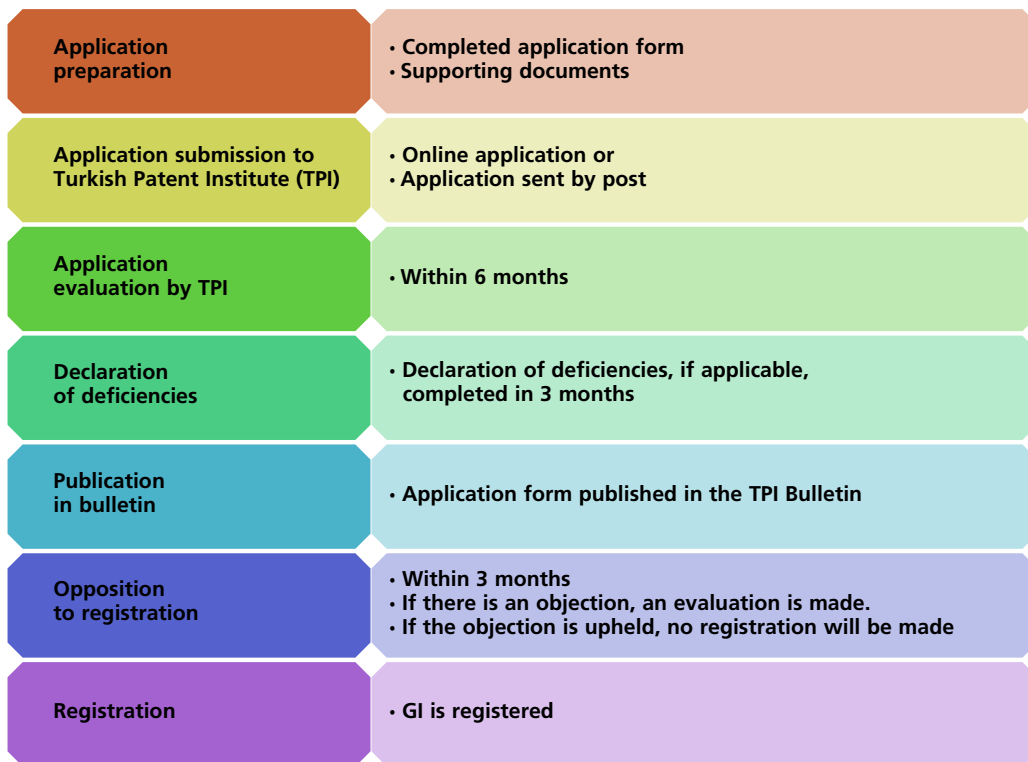 Application
preparation
• Completed application form
• Supporting documents
Application submission to
Turkish Patent Institute (TPI)
• Online application or
• Application sent by post
Application
evaluation by TPI
• Within 6 months
Declaration
of deficiencies
• Declaration of deficiencies, if applicable,
completed in 3 months
Publication
in bulletin
• Application form published in the TPI Bulletin
Opposition
to registration
• Within 3 months
• If there is an objection, an evaluation is made.
• If the objection is upheld, no registration will be made
Registration
• GI is registered